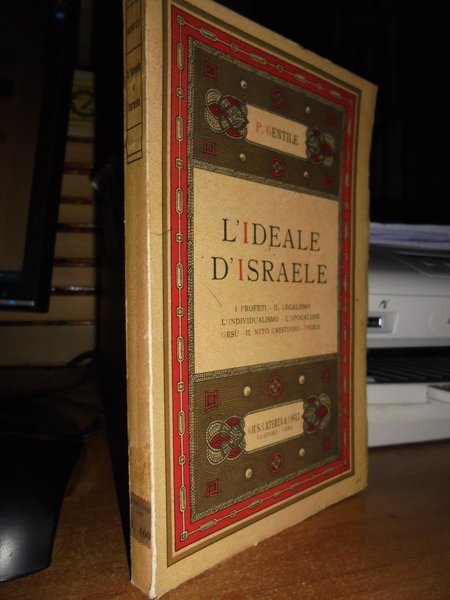 P. GENTILE
L'IDEALE
D'ISRAELE
I PROFETI - IL LEGALISMO
L'INDIVIDUALISMO - L'APOCALISSE
GESÙ - IL MITO CRISTIANO - PAOLO
GIUS. LATERZA & FIGLI
EDITORI - BARI